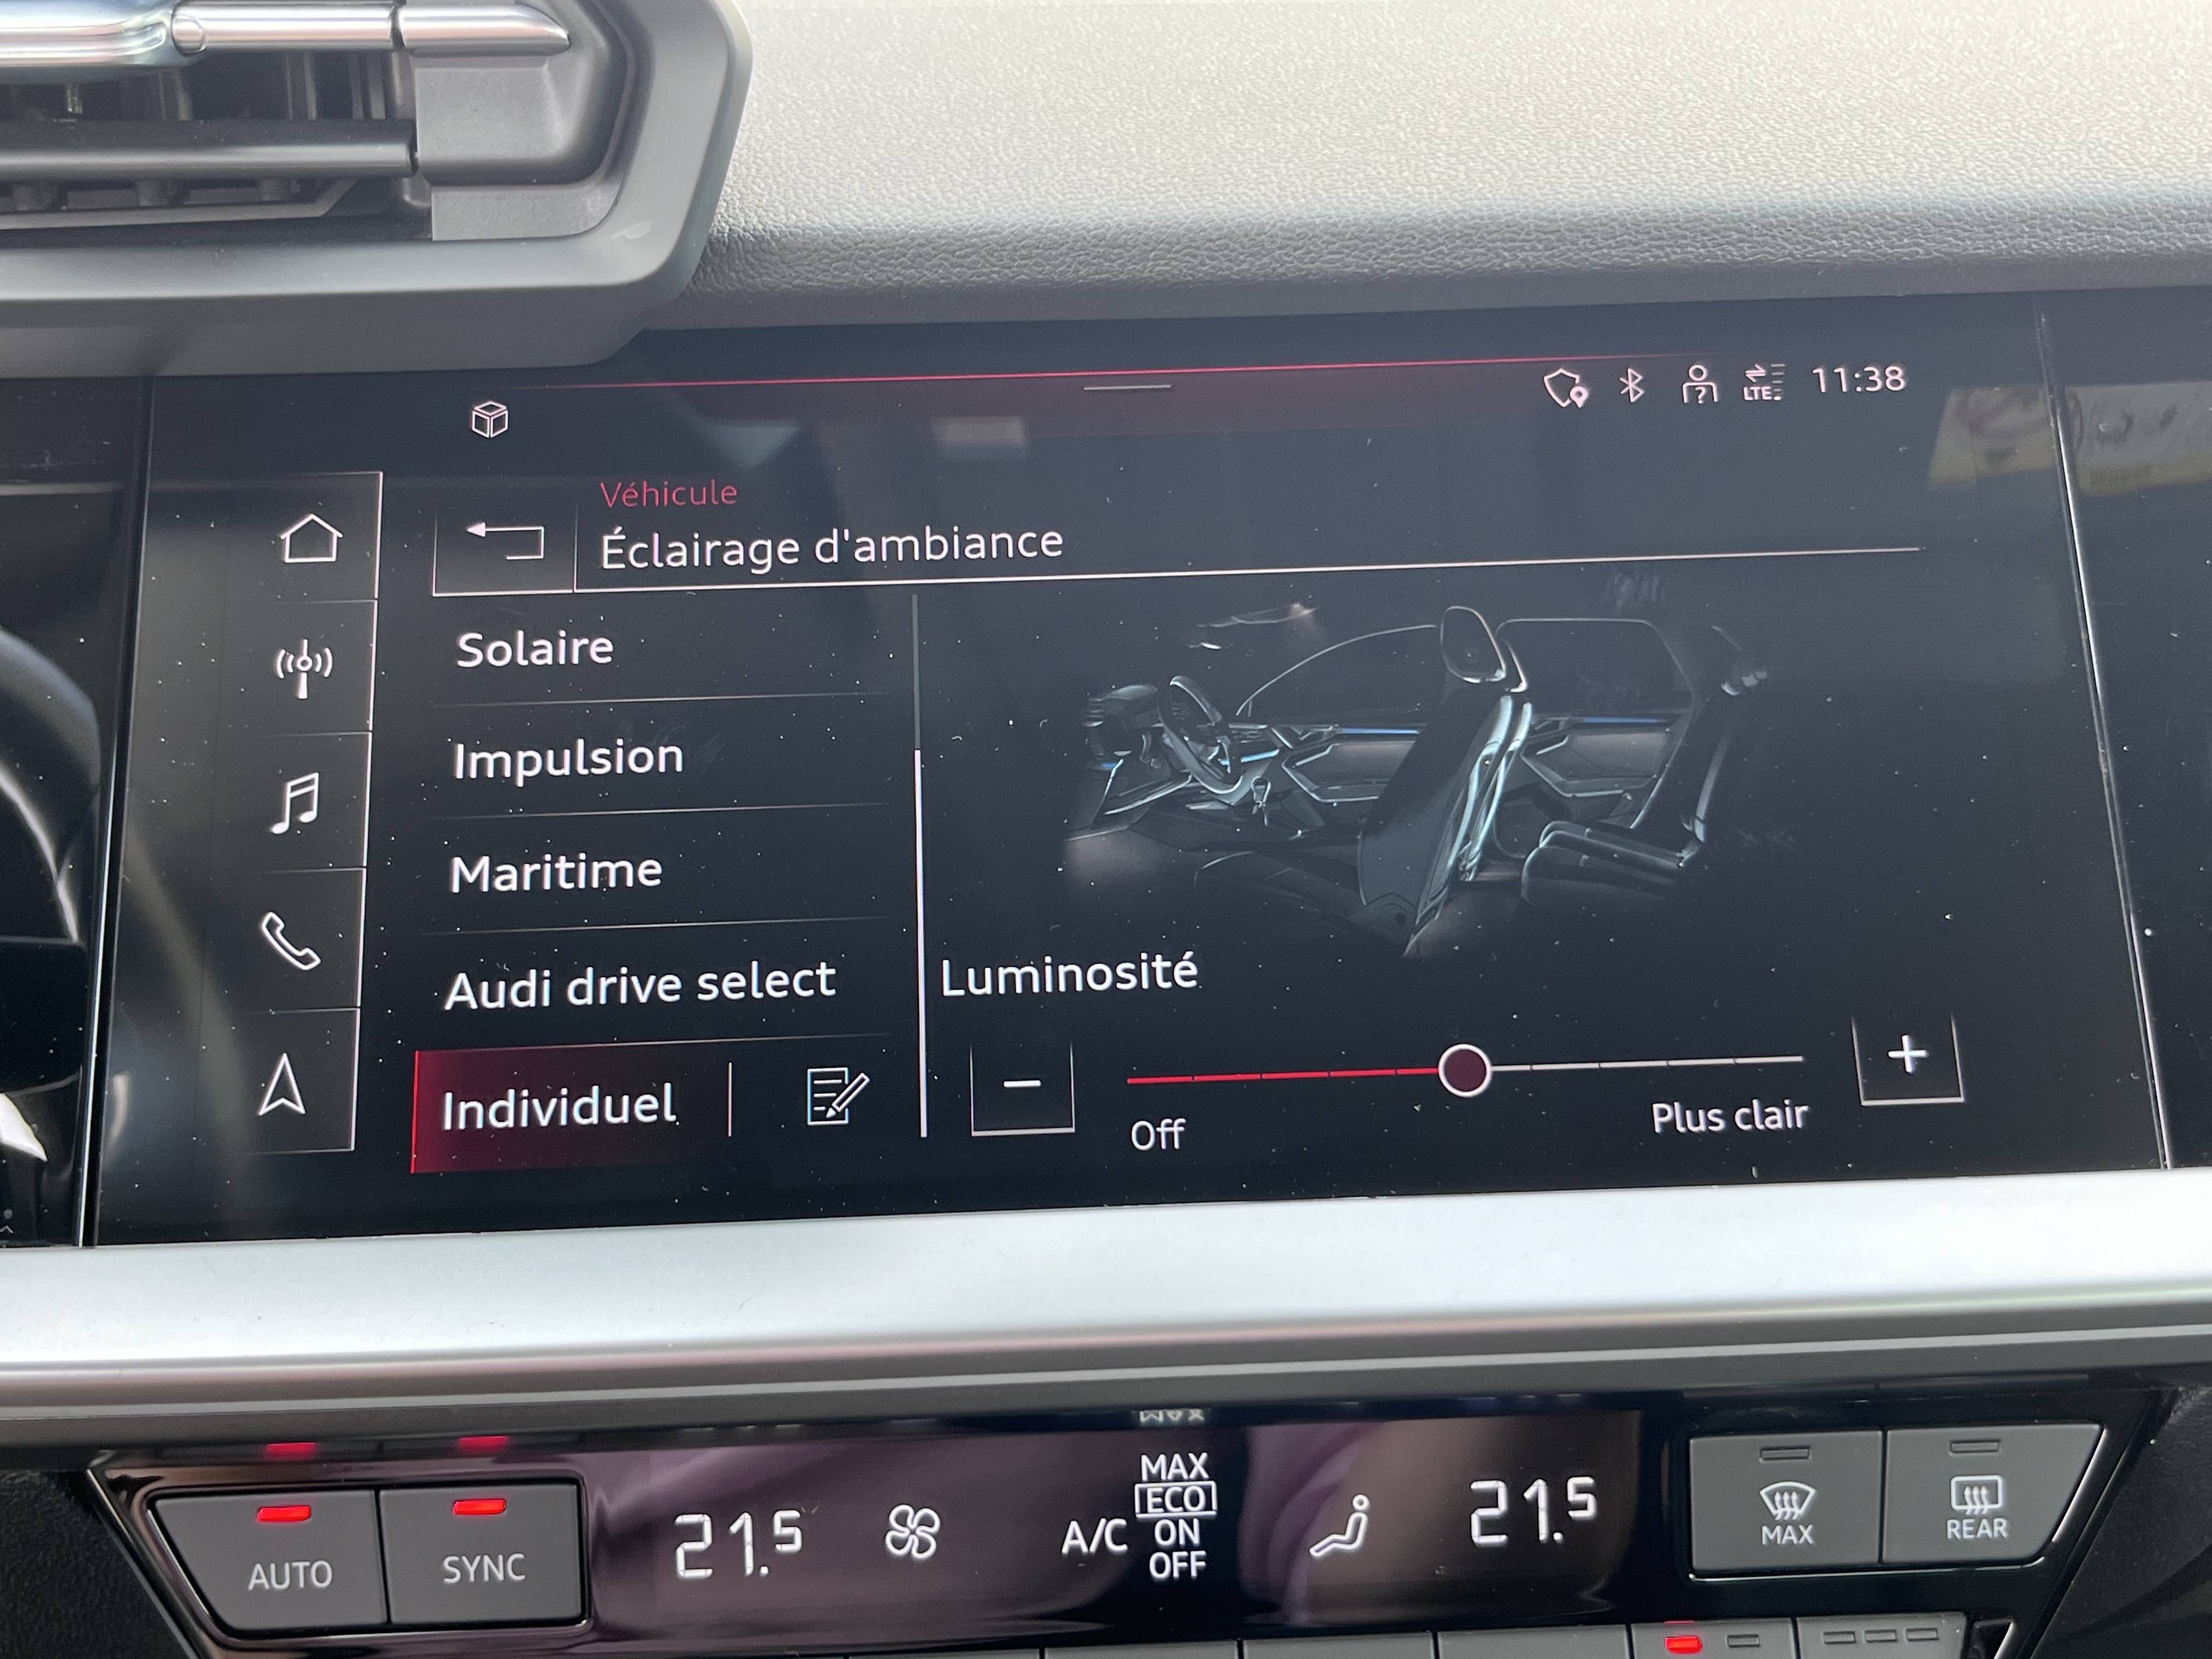 LTE
11:38
Véhicule
Éclairage d'ambiance
Solaire
Impulsion
Maritime
Audi drive select
Individuel
Luminosité
Off
Plus clair
AUTO
SYNC
21.5
A/C
MAX
ECO
ON
OFF
21.5
MAX
REAR